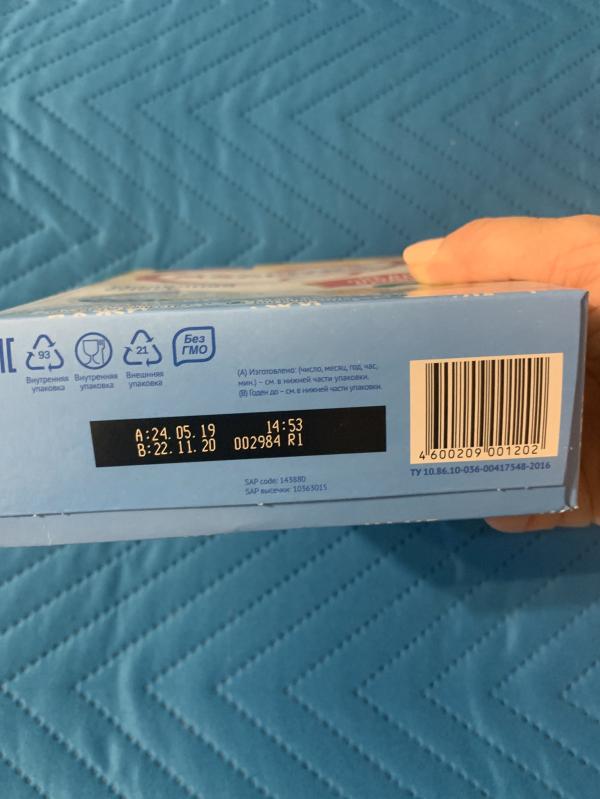 93
21
Без
ГМО
Внутренняя
упаковка
Внутренняя
упаковка
Внешняя
упаковка
(А) Изготовлено: (число, месяц, год, час,
мин.) – см. в нижней части упаковки.
(В) Годен до – см. в нижней части упаковки.
A:24.05.19 14:53
B:22.11.20 002984 R1
SAP code: 143880
SAP высечки: 10363015
4 600209 001202
ТУ 10.86.10-036-00417548-2016